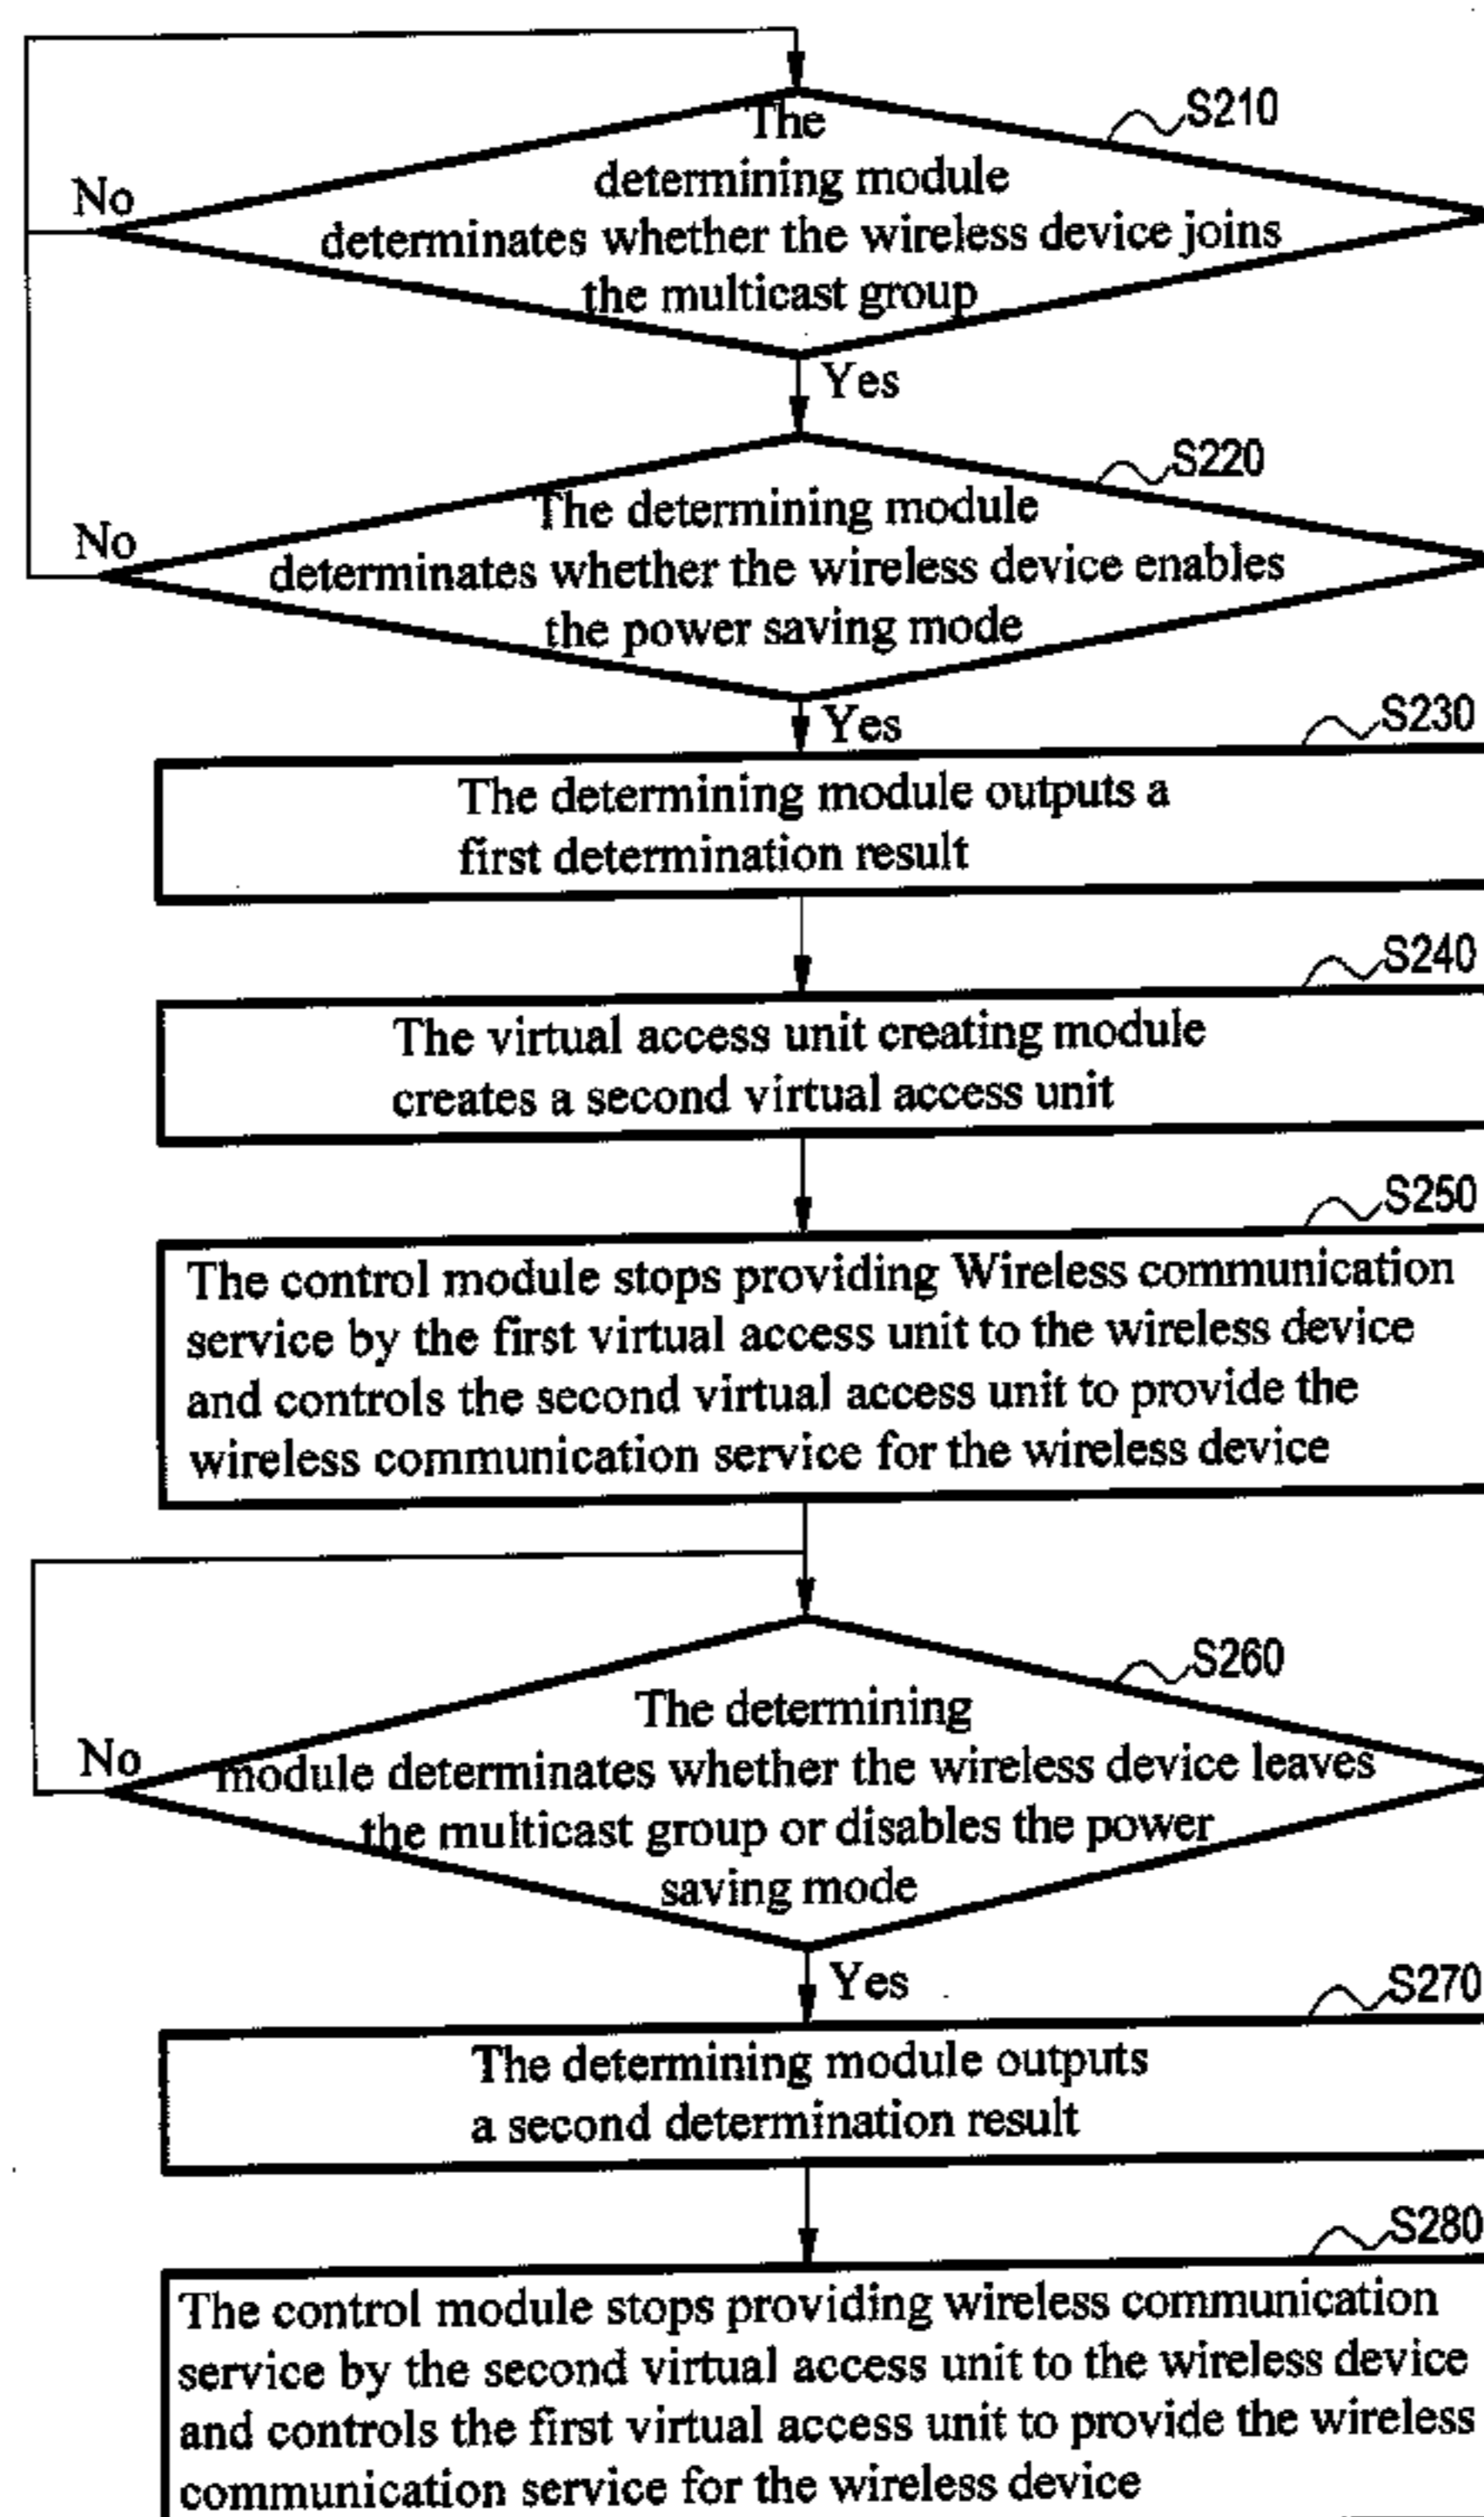 S210
The
determining module
determinates whether the wireless device joins
the multicast group
No
Yes
S220
The determining module
determinates whether the wireless device enables
the power saving mode
No
Yes
S230
The determining module outputs a
first determination result
S240
The virtual access unit creating module
creates a second virtual access unit
S250
The control module stops providing Wireless communication
service by the first virtual access unit to the wireless device
and controls the second virtual access unit to provide the
wireless communication service for the wireless device
S260
The determining
module determinates whether the wireless device leaves
the multicast group or disables the power
saving mode
No
Yes
S270
The determining module outputs
a second determination result
S280
The control module stops providing wireless communication
service by the second virtual access unit to the wireless device
and controls the first virtual access unit to provide the wireless
communication service for the wireless device